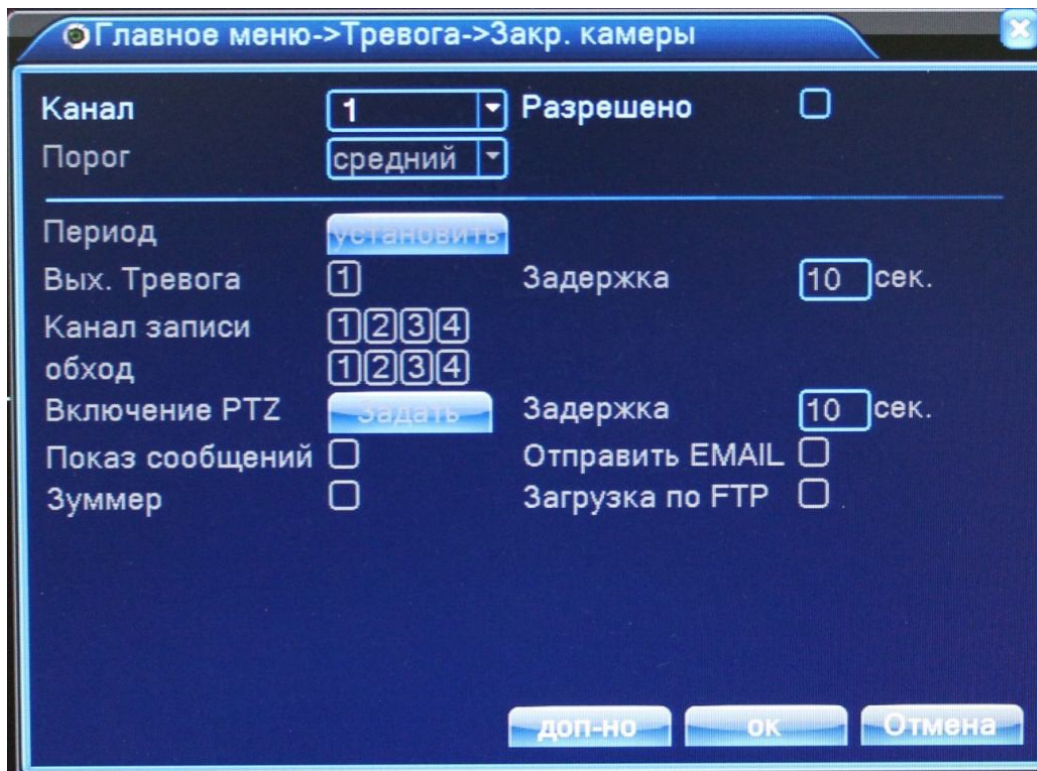 Главное меню->Тревога->Закр. камеры
Канал 1 Разрешено
Порог средний
Период установить
Вых. Тревога 1 Задержка 10 сек.
Канал записи 1 2 3 4
обход 1 2 3 4
Включение PTZ Задать Задержка 10 сек.
Показ сообщений Отправить EMAIL
Зуммер Загрузка по FTP
доп-но ок Отмена